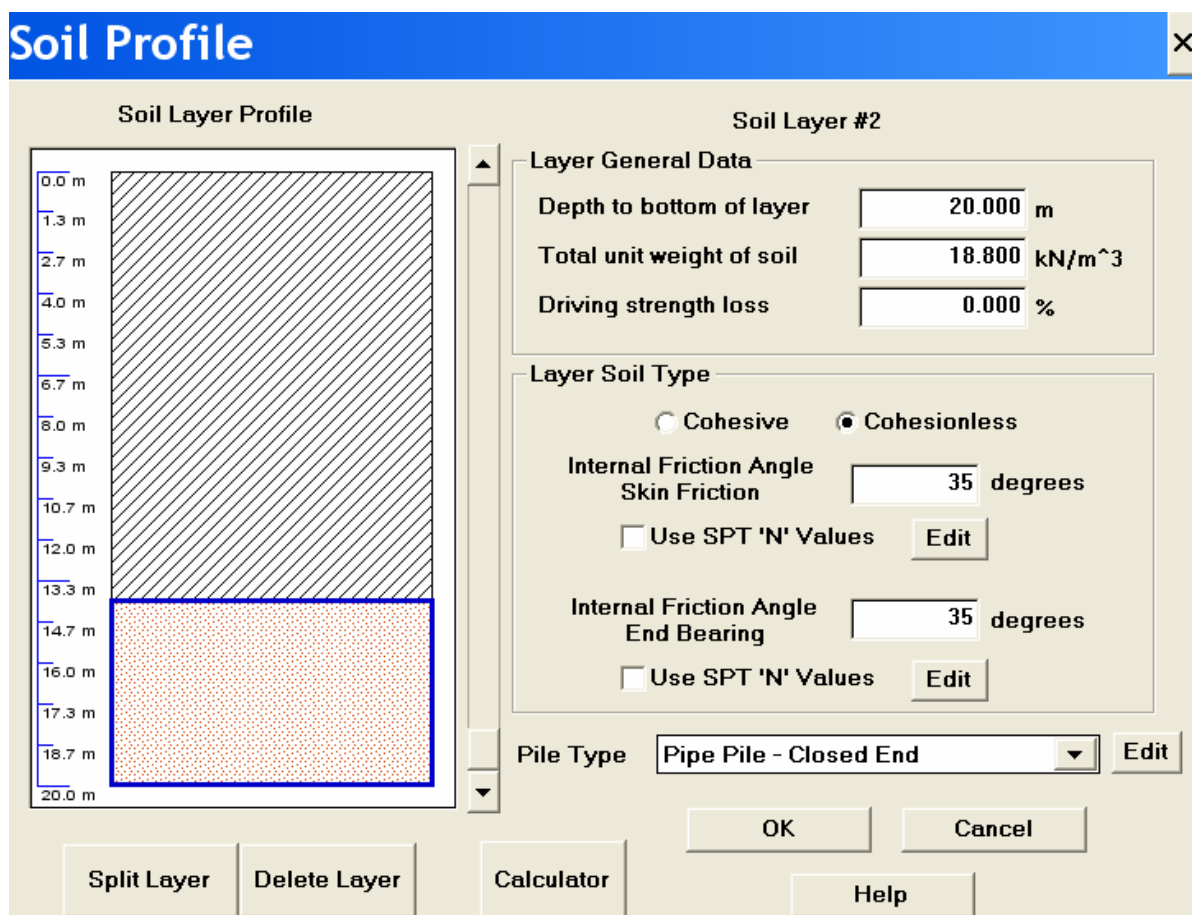 Soil Profile
Soil Layer Profile
0.0 m
1.3 m
2.7 m
4.0 m
5.3 m
6.7 m
8.0 m
9.3 m
10.7 m
12.0 m
13.3 m
14.7 m
16.0 m
17.3 m
18.7 m
20.0 m
Split Layer
Delete Layer
Calculator
Soil Layer #2
Layer General Data
Depth to bottom of layer 20.000 m
Total unit weight of soil 18.800 kN/m^3
Driving strength loss 0.000 %
Layer Soil Type
Cohesive Cohesionless
Internal Friction Angle
Skin Friction 35 degrees
Use SPT 'N' Values Edit
Internal Friction Angle
End Bearing 35 degrees
Use SPT 'N' Values Edit
Pile Type Pipe Pile - Closed End Edit
OK Cancel
Help